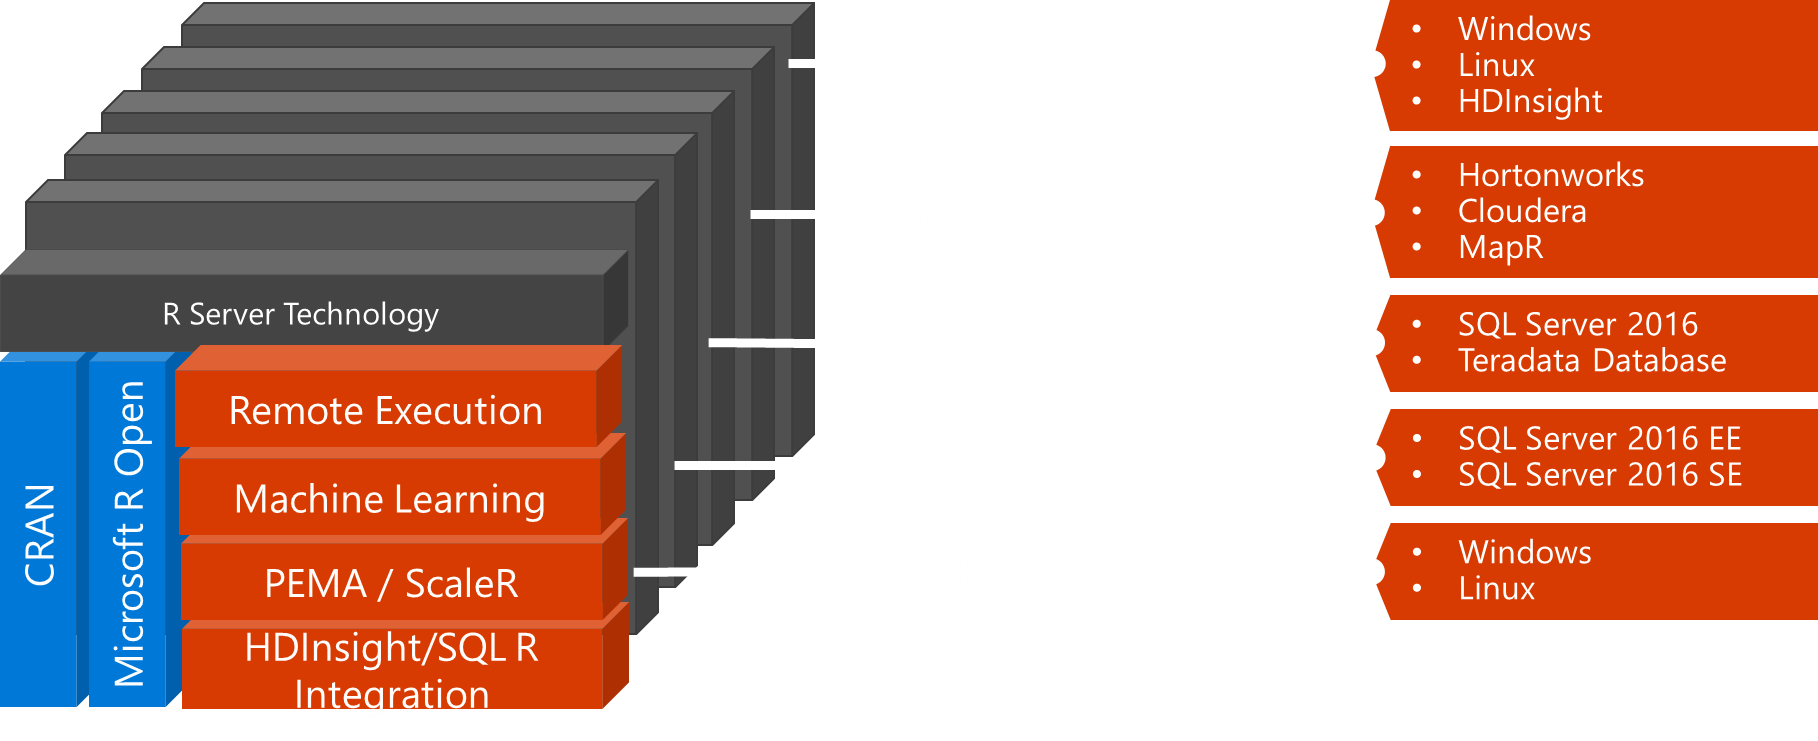 R Server Technology
CRAN
Microsoft R Open
Remote Execution
Machine Learning
PEMA / ScaleR
HDInsight/SQL R
Integration
• Windows
• Linux
• HDInsight
• Hortonworks
• Cloudera
• MapR
• SQL Server 2016
• Teradata Database
• SQL Server 2016 EE
• SQL Server 2016 SE
• Windows
• Linux